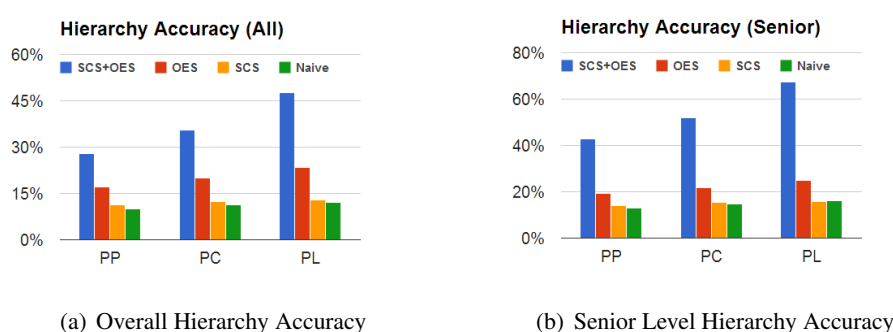 Hierarchy Accuracy (All)
60%
SCS+OES OES SCS Naive
45%
30%
15%
0%
PP PC PL
(a) Overall Hierarchy Accuracy
Hierarchy Accuracy (Senior)
80%
SCS+OES OES SCS Naive
60%
40%
20%
0%
PP PC PL
(b) Senior Level Hierarchy Accuracy